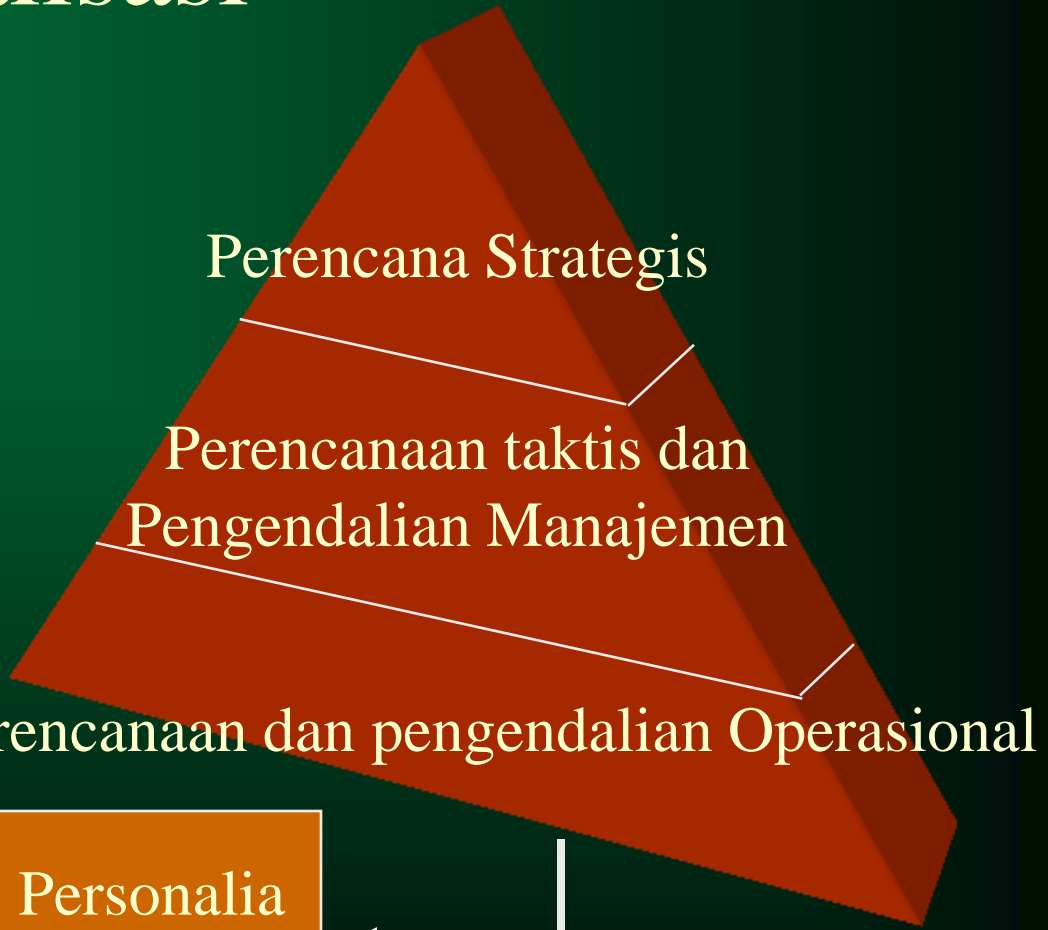 Perencana Strategis
Perencanaan taktis dan
Pengendalian Manajemen
rencanaan dan pengendalian Operasional
Personalia